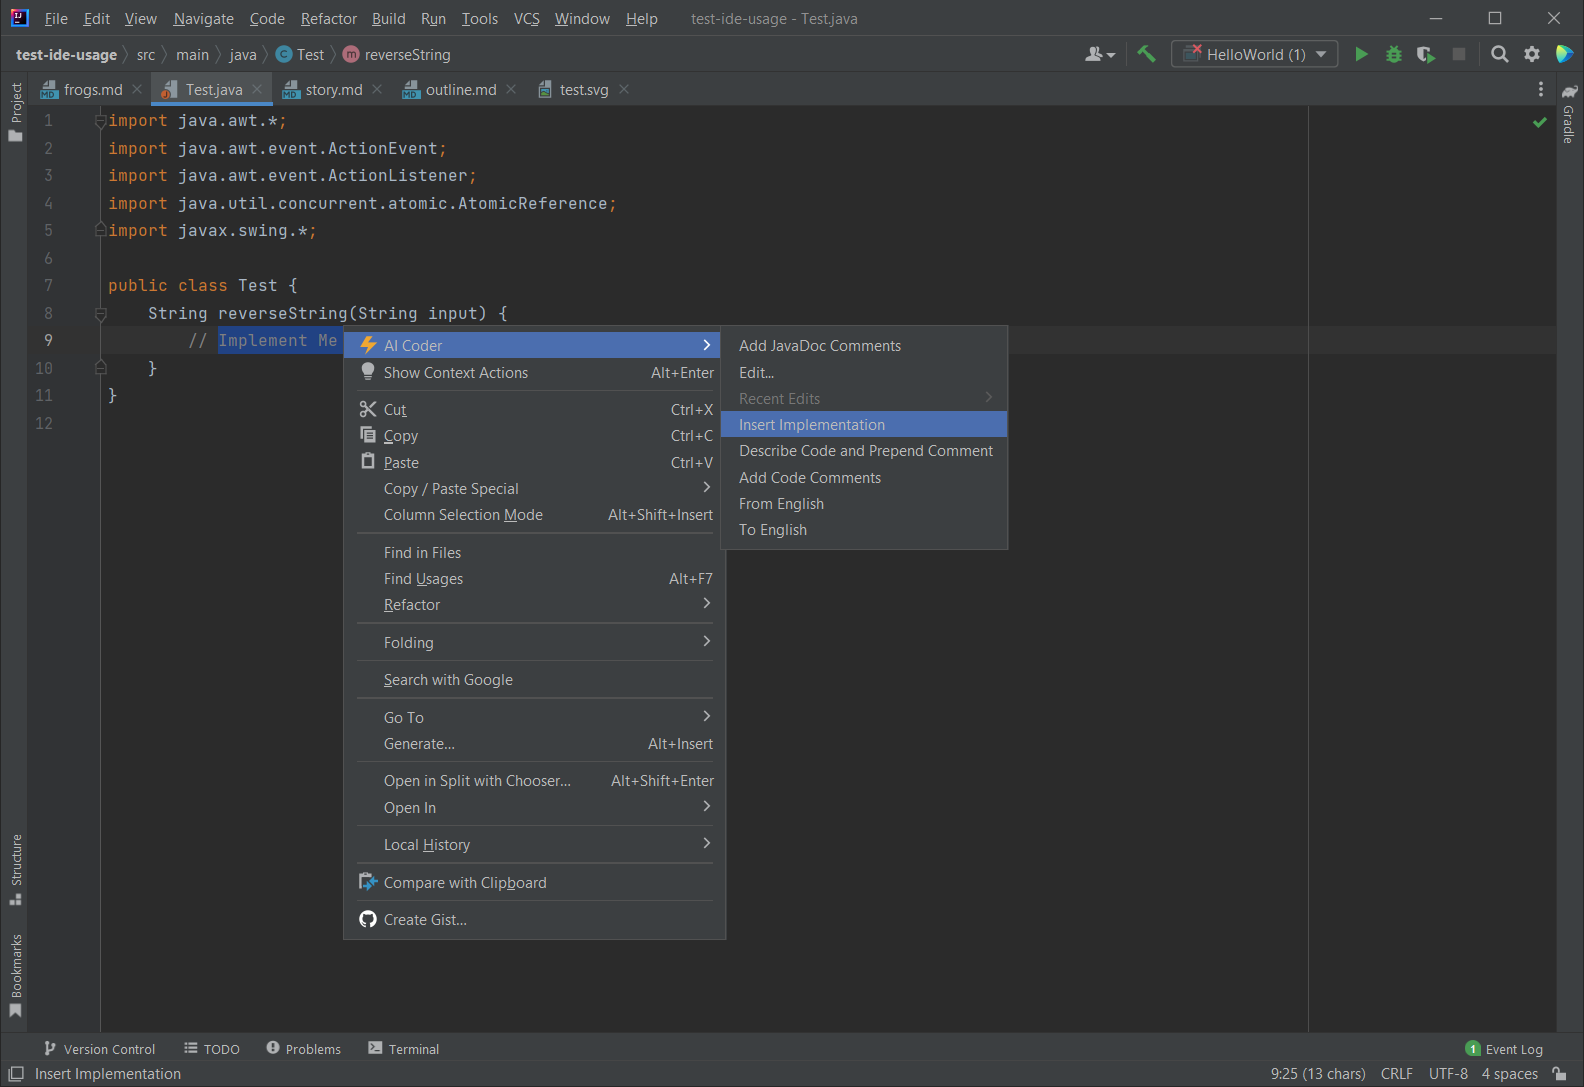 File Edit View Navigate Code Refactor Build Run Tools VCS Window Help test-ide-usage - Test.java
test-ide-usage src main java C Test m reverseString HelloWorld (1)
frogs.md Test.java story.md outline.md test.svg
Project
Gradle
1 import java.awt.*;
2 import java.awt.event.ActionEvent;
3 import java.awt.event.ActionListener;
4 import java.util.concurrent.atomic.AtomicReference;
5 import javax.swing.*;
6
7 public class Test {
8 String reverseString(String input) {
9 // Implement Me
10 }
11 }
12
AI Coder
Show Context Actions Alt+Enter
Cut Ctrl+X
Copy Ctrl+C
Paste Ctrl+V
Copy / Paste Special
Column Selection Mode Alt+Shift+Insert
Find in Files
Find Usages Alt+F7
Refactor
Folding
Search with Google
Go To
Generate... Alt+Insert
Open in Split with Chooser... Alt+Shift+Enter
Open In
Local History
Compare with Clipboard
Create Gist...
Add JavaDoc Comments
Edit...
Recent Edits
Insert Implementation
Describe Code and Prepend Comment
Add Code Comments
From English
To English
Structure
Bookmarks
Version Control TODO Problems Terminal 1 Event Log
Insert Implementation 9:25 (13 chars) CRLF UTF-8 4 spaces